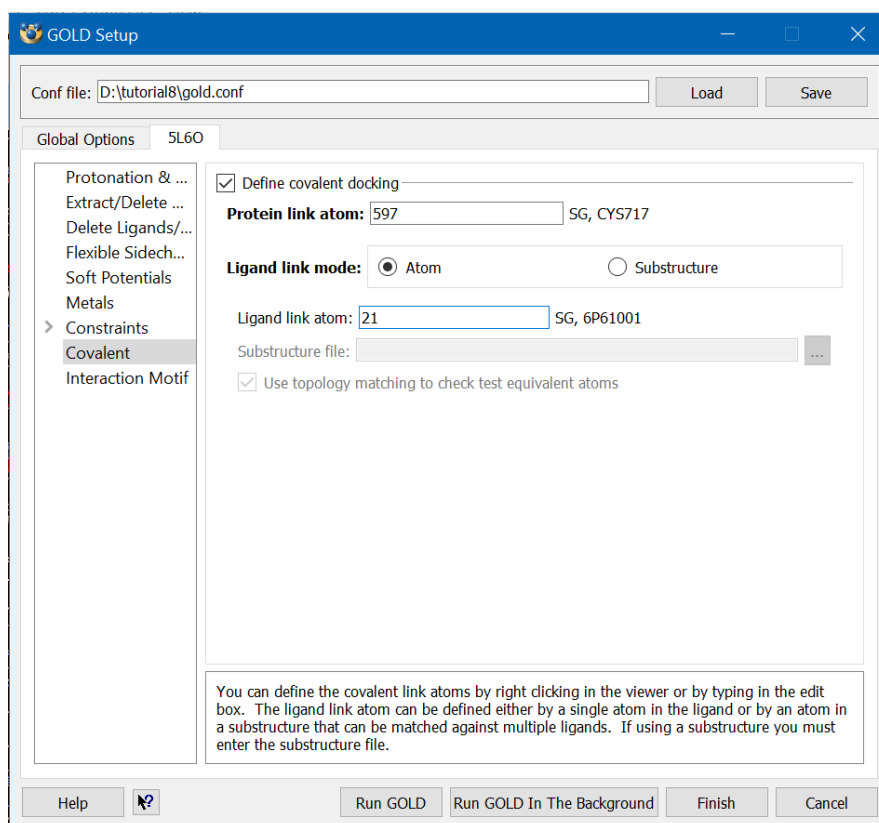 GOLD Setup
Conf file: D:\tutorial8\gold.conf Load Save
Global Options 5L6O
Protonation & ...
Extract/Delete ...
Delete Ligands/...
Flexible Sidech...
Soft Potentials
Metals
Constraints
Covalent
Interaction Motif
Define covalent docking
Protein link atom: 597 SG, CYS717
Ligand link mode: Atom Substructure
Ligand link atom: 21 SG, 6P61001
Substructure file: ...
Use topology matching to check test equivalent atoms
You can define the covalent link atoms by right clicking in the viewer or by typing in the edit
box. The ligand link atom can be defined either by a single atom in the ligand or by an atom in
a substructure that can be matched against multiple ligands. If using a substructure you must
enter the substructure file.
Help ? Run GOLD Run GOLD In The Background Finish Cancel